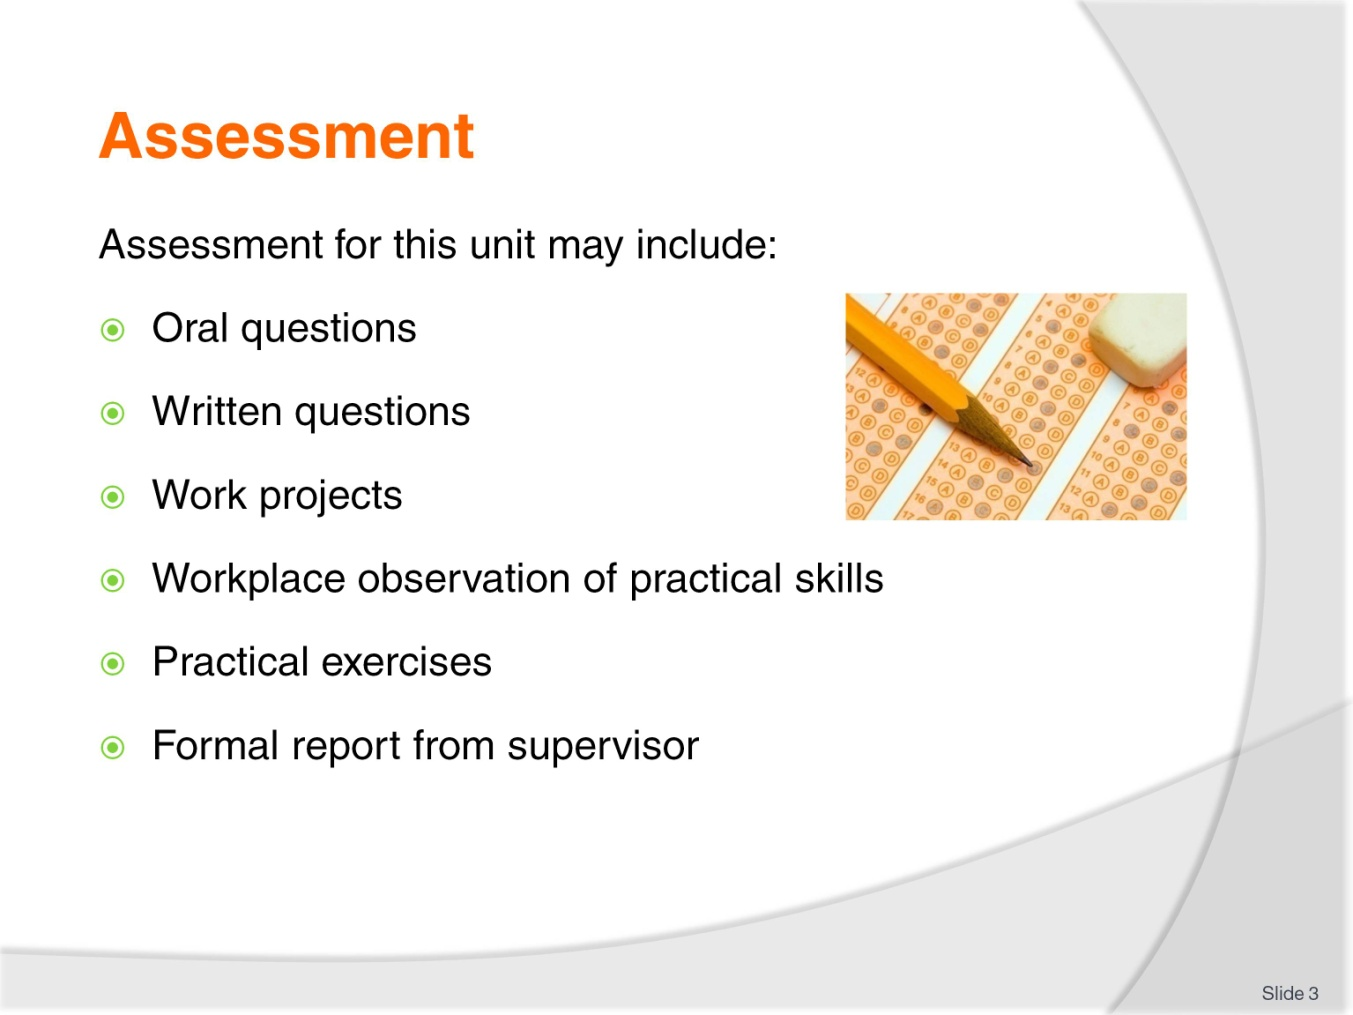 Assessment
Assessment for this unit may include:
Oral questions
Written questions
Work projects
Workplace observation of practical skills
Practical exercises
Formal report from supervisor
Slide 3